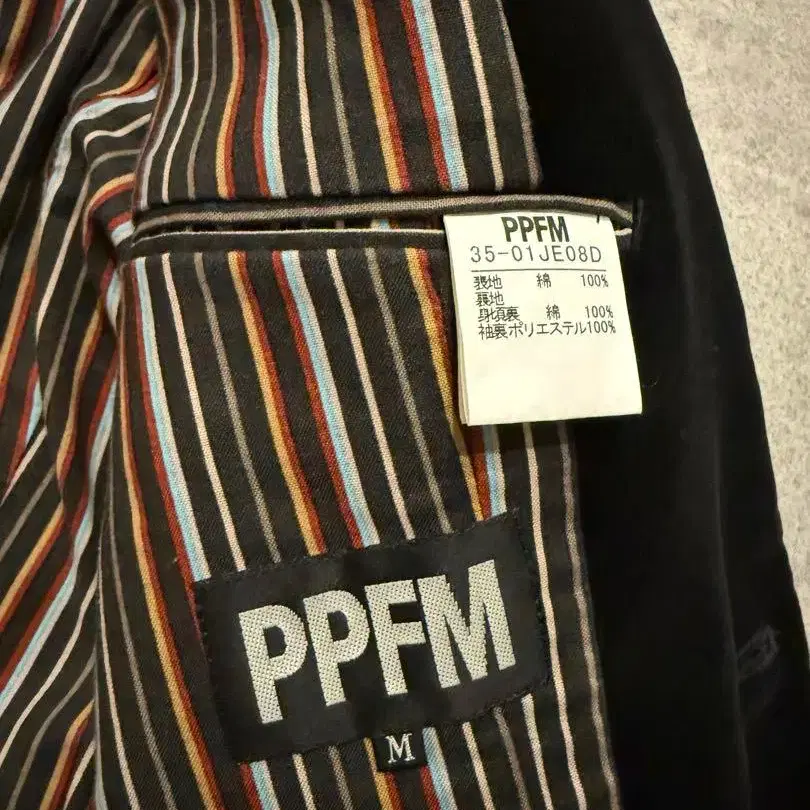 PPFM
35-01JE08D
表地 綿 100%
裏地
身頃裏 綿 100%
袖裏ポリエステル100%
PPFM
M